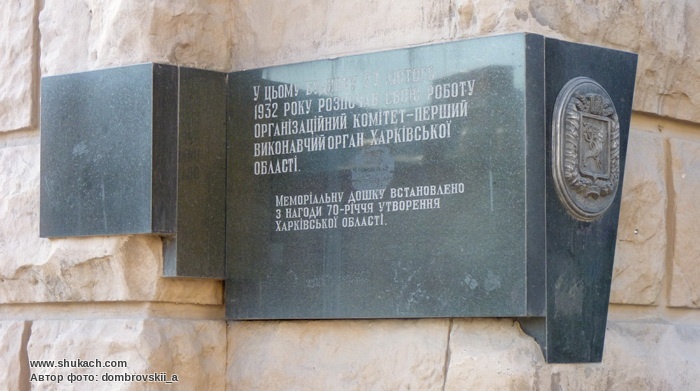 У ЦЬОМУ
1932 РОКУ РОЗПОЧАВ СВОЮ РОБОТУ
ОРГАНІЗАЦІЙНИЙ КОМІТЕТ-ПЕРШИЙ
ВИКОНАВЧИЙ ОРГАН ХАРКІВСЬКОЇ
ОБЛАСТІ.
МЕМОРІАЛЬНУ ДОШКУ ВСТАНОВЛЕНО
З НАГОДИ 70-РІЧЧЯ УТВОРЕННЯ
ХАРКІВСЬКОЇ ОБЛАСТІ.
www.shukach.com
Автор фото: dombrovskii_a